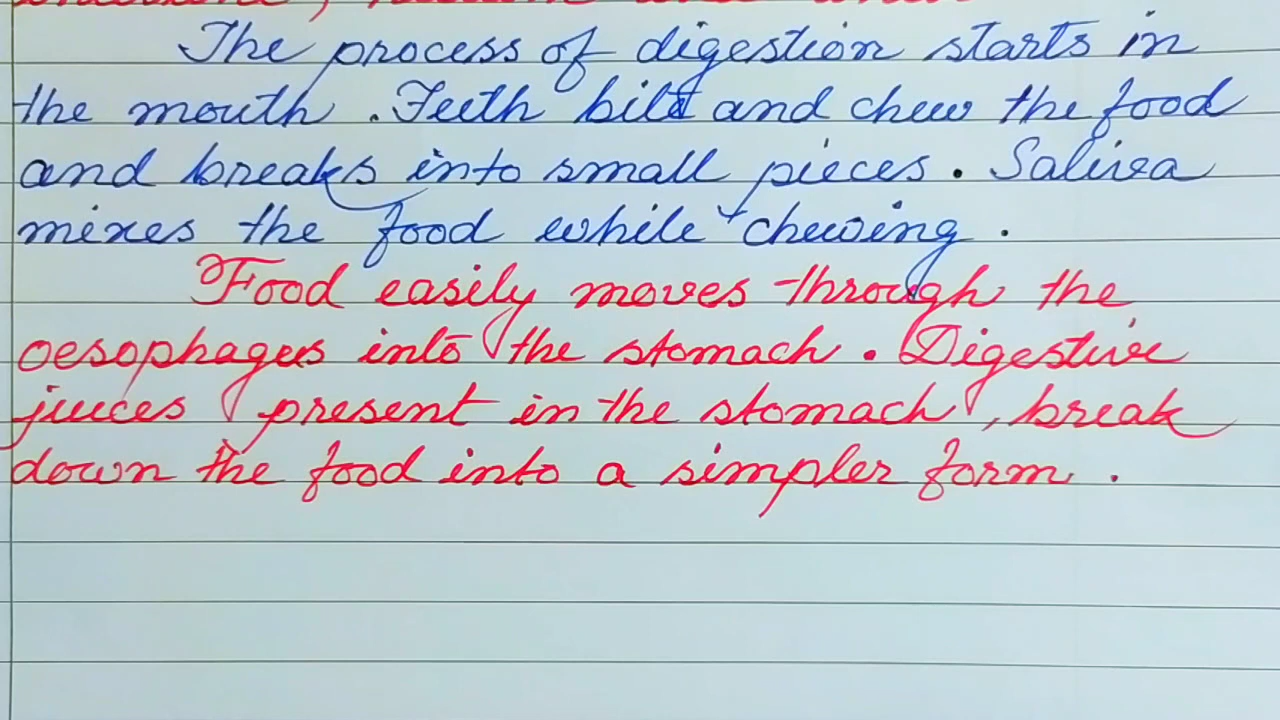 The process of digestion starts in
the mouth. Teeth bite and chew the food
and breaks into small pieces. Saliva
mixes the food while chewing.
Food easily moves through the
oesophagus into the stomach. Digestive
juices present in the stomach, break
down the food into a simpler form.